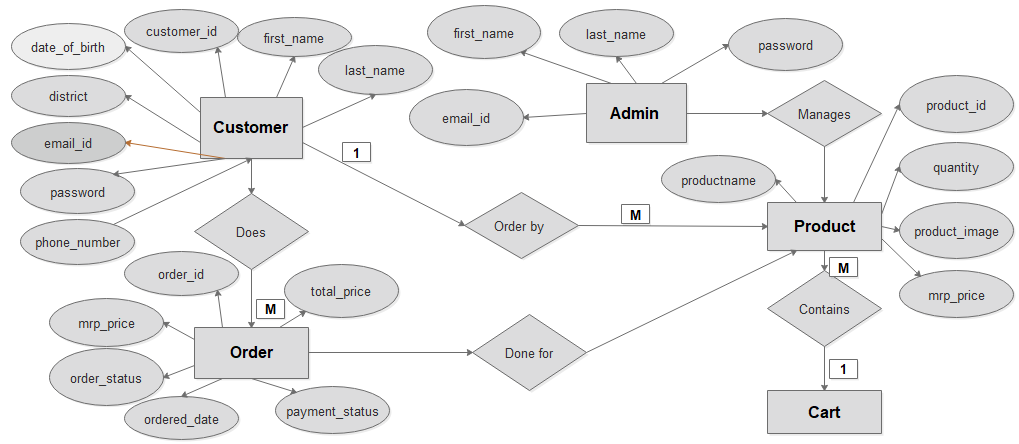 date_of_birth
customer_id
first_name
last_name
district
email_id
password
phone_number
Customer
first_name
last_name
password
email_id
Admin
Manages
product_id
quantity
productname
product_image
mrp_price
Product
1
Order by
M
Does
M
M
Contains
1
Cart
order_id
total_price
mrp_price
order_status
ordered_date
payment_status
Order
Done for